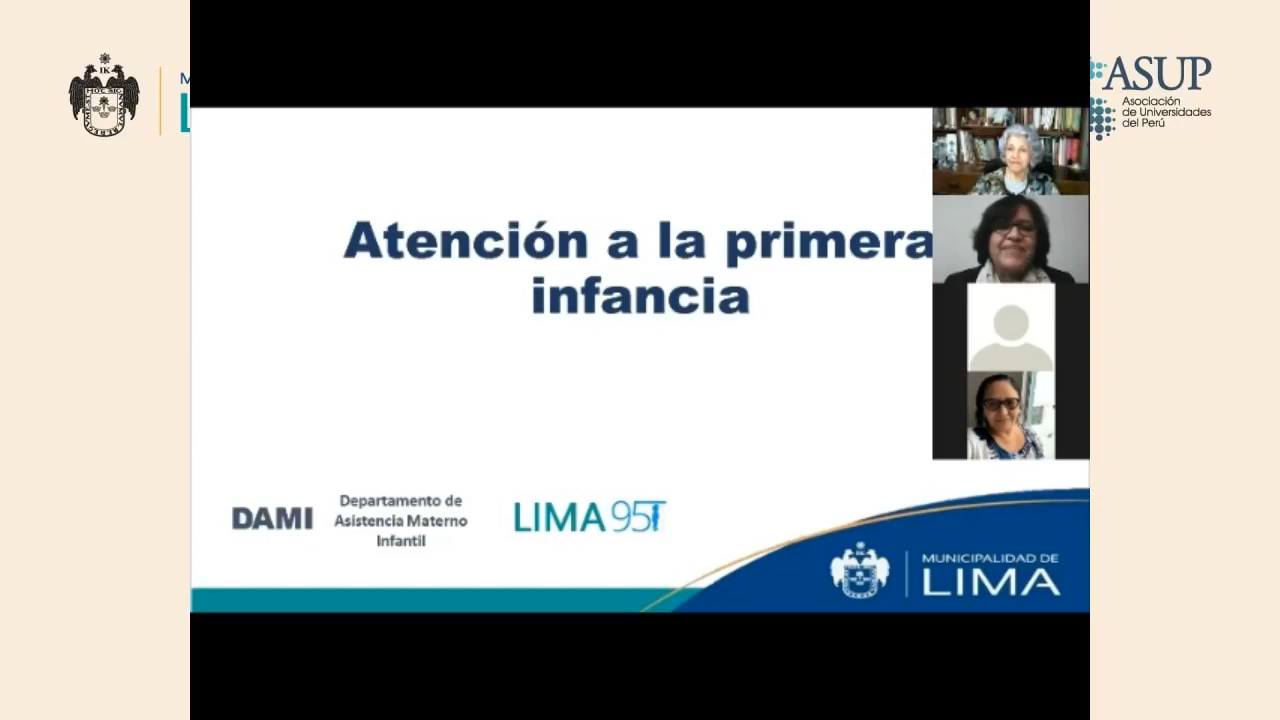 ASUP
Asociación
de Universidades
del Perú
Atención a la primera
infancia
DAMI
Departamento de
Asistencia Materno
Infantil
LIMA 95
MUNICIPALIDAD DE
LIMA